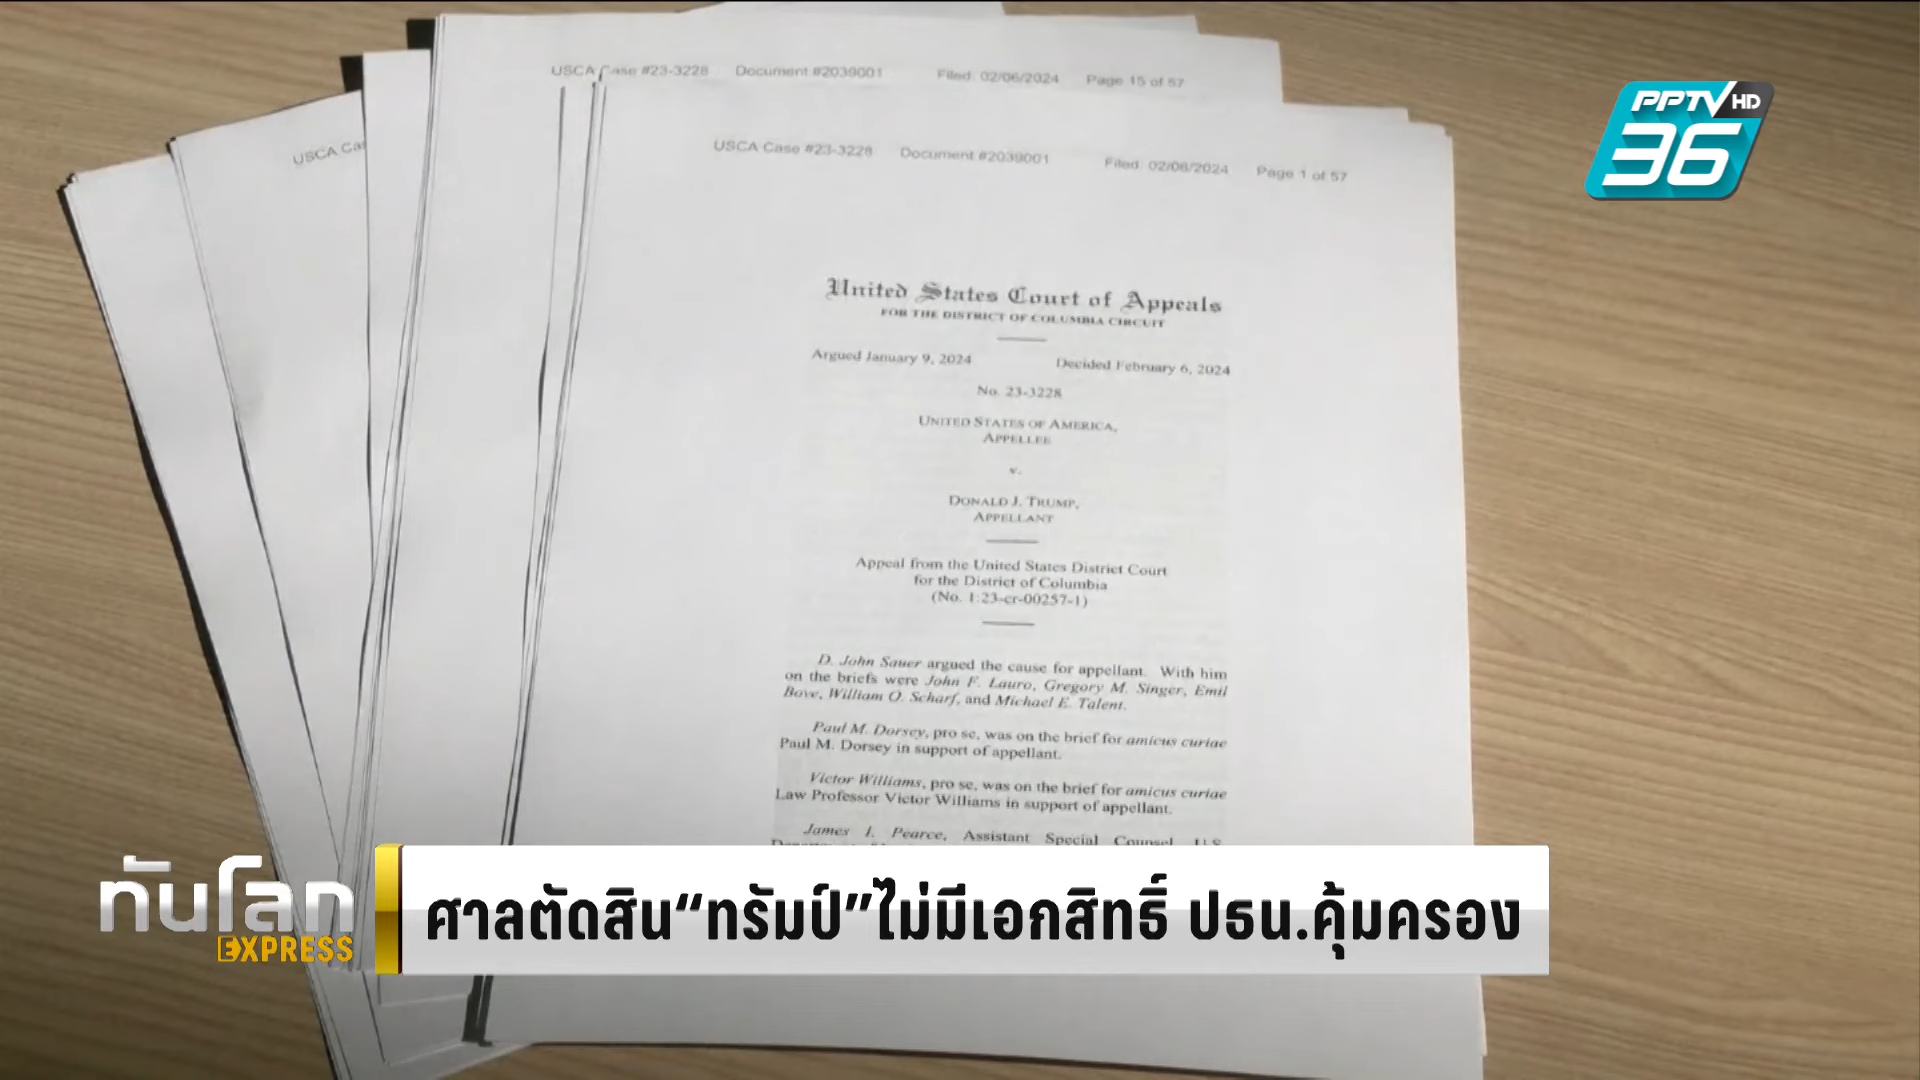 USCA Case #23-3228 Document #2039001 Filed: 02/06/2024 Page 15 of 57
PPTV HD
36
USCA
USCA Case #23-3228 Document #2039001 Filed: 02/06/2024 Page 1 of 57
United States Court of Appeals
FOR THE DISTRICT OF COLUMBIA CIRCUIT
Argued January 9, 2024 Decided February 6, 2024
No. 23-3228
UNITED STATES OF AMERICA,
APPELLEE
v.
DONALD J. TRUMP,
APPELLANT
Appeal from the United States District Court
for the District of Columbia
(No. 1:23-cr-00257-1)
D. John Sauer argued the cause for appellant. With him
on the briefs were John F. Lauro, Gregory M. Singer, Emil
Bove, William O. Scharf, and Michael E. Talent.
Paul M. Dorsey, pro se, was on the brief for amicus curiae
Paul M. Dorsey in support of appellant.
Victor Williams, pro se, was on the brief for amicus curiae
Law Professor Victor Williams in support of appellant.
James I. Pearce, Assistant Special Counsel, U.S.
ทันโลก
EXPRESS
ศาลตัดสิน“ทรัมป์”ไม่มีเอกสิทธิ์ ปธน.คุ้มครอง